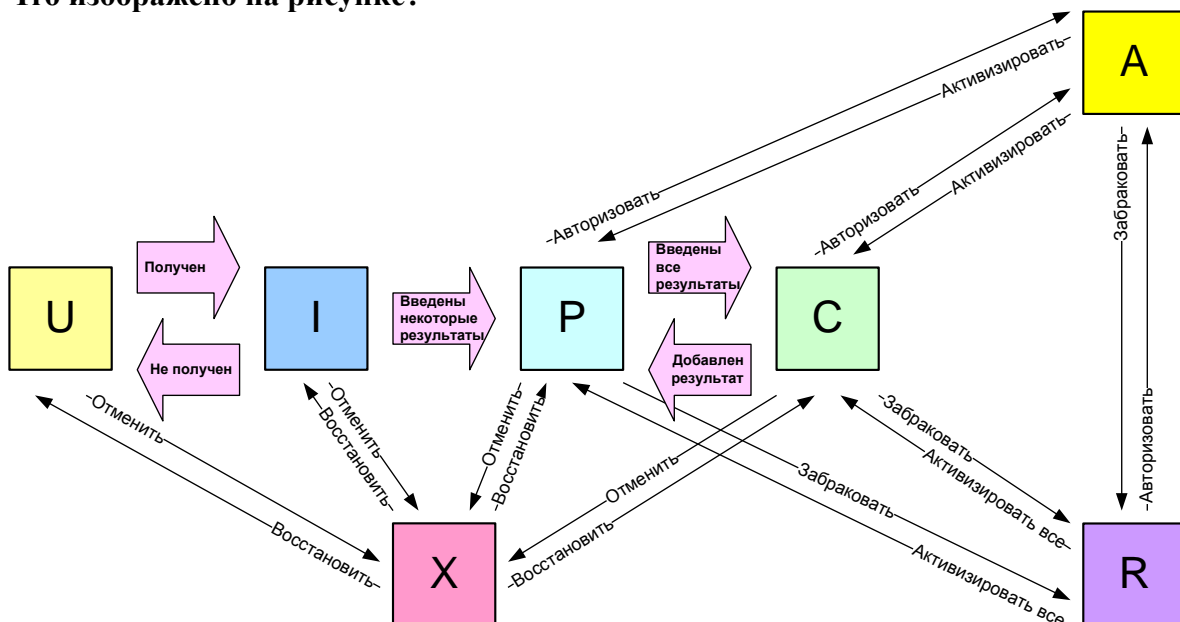 Что изображено на рисунке?
A
-Авторизовать
Активизировать
-Авторизовать
Активизировать
Забраковать-
-Авторизовать
Получен
Введены
некоторые
результаты
Введены
все
результаты
U
I
P
C
Не получен
Добавлен
результат
-Отменить
Восстановить-
-Отменить
Восстановить-
Отменить-
-Восстановить
Отменить-
-Восстановить
Забраковать
Активизировать все
-Забраковать
Активизировать все
X
R